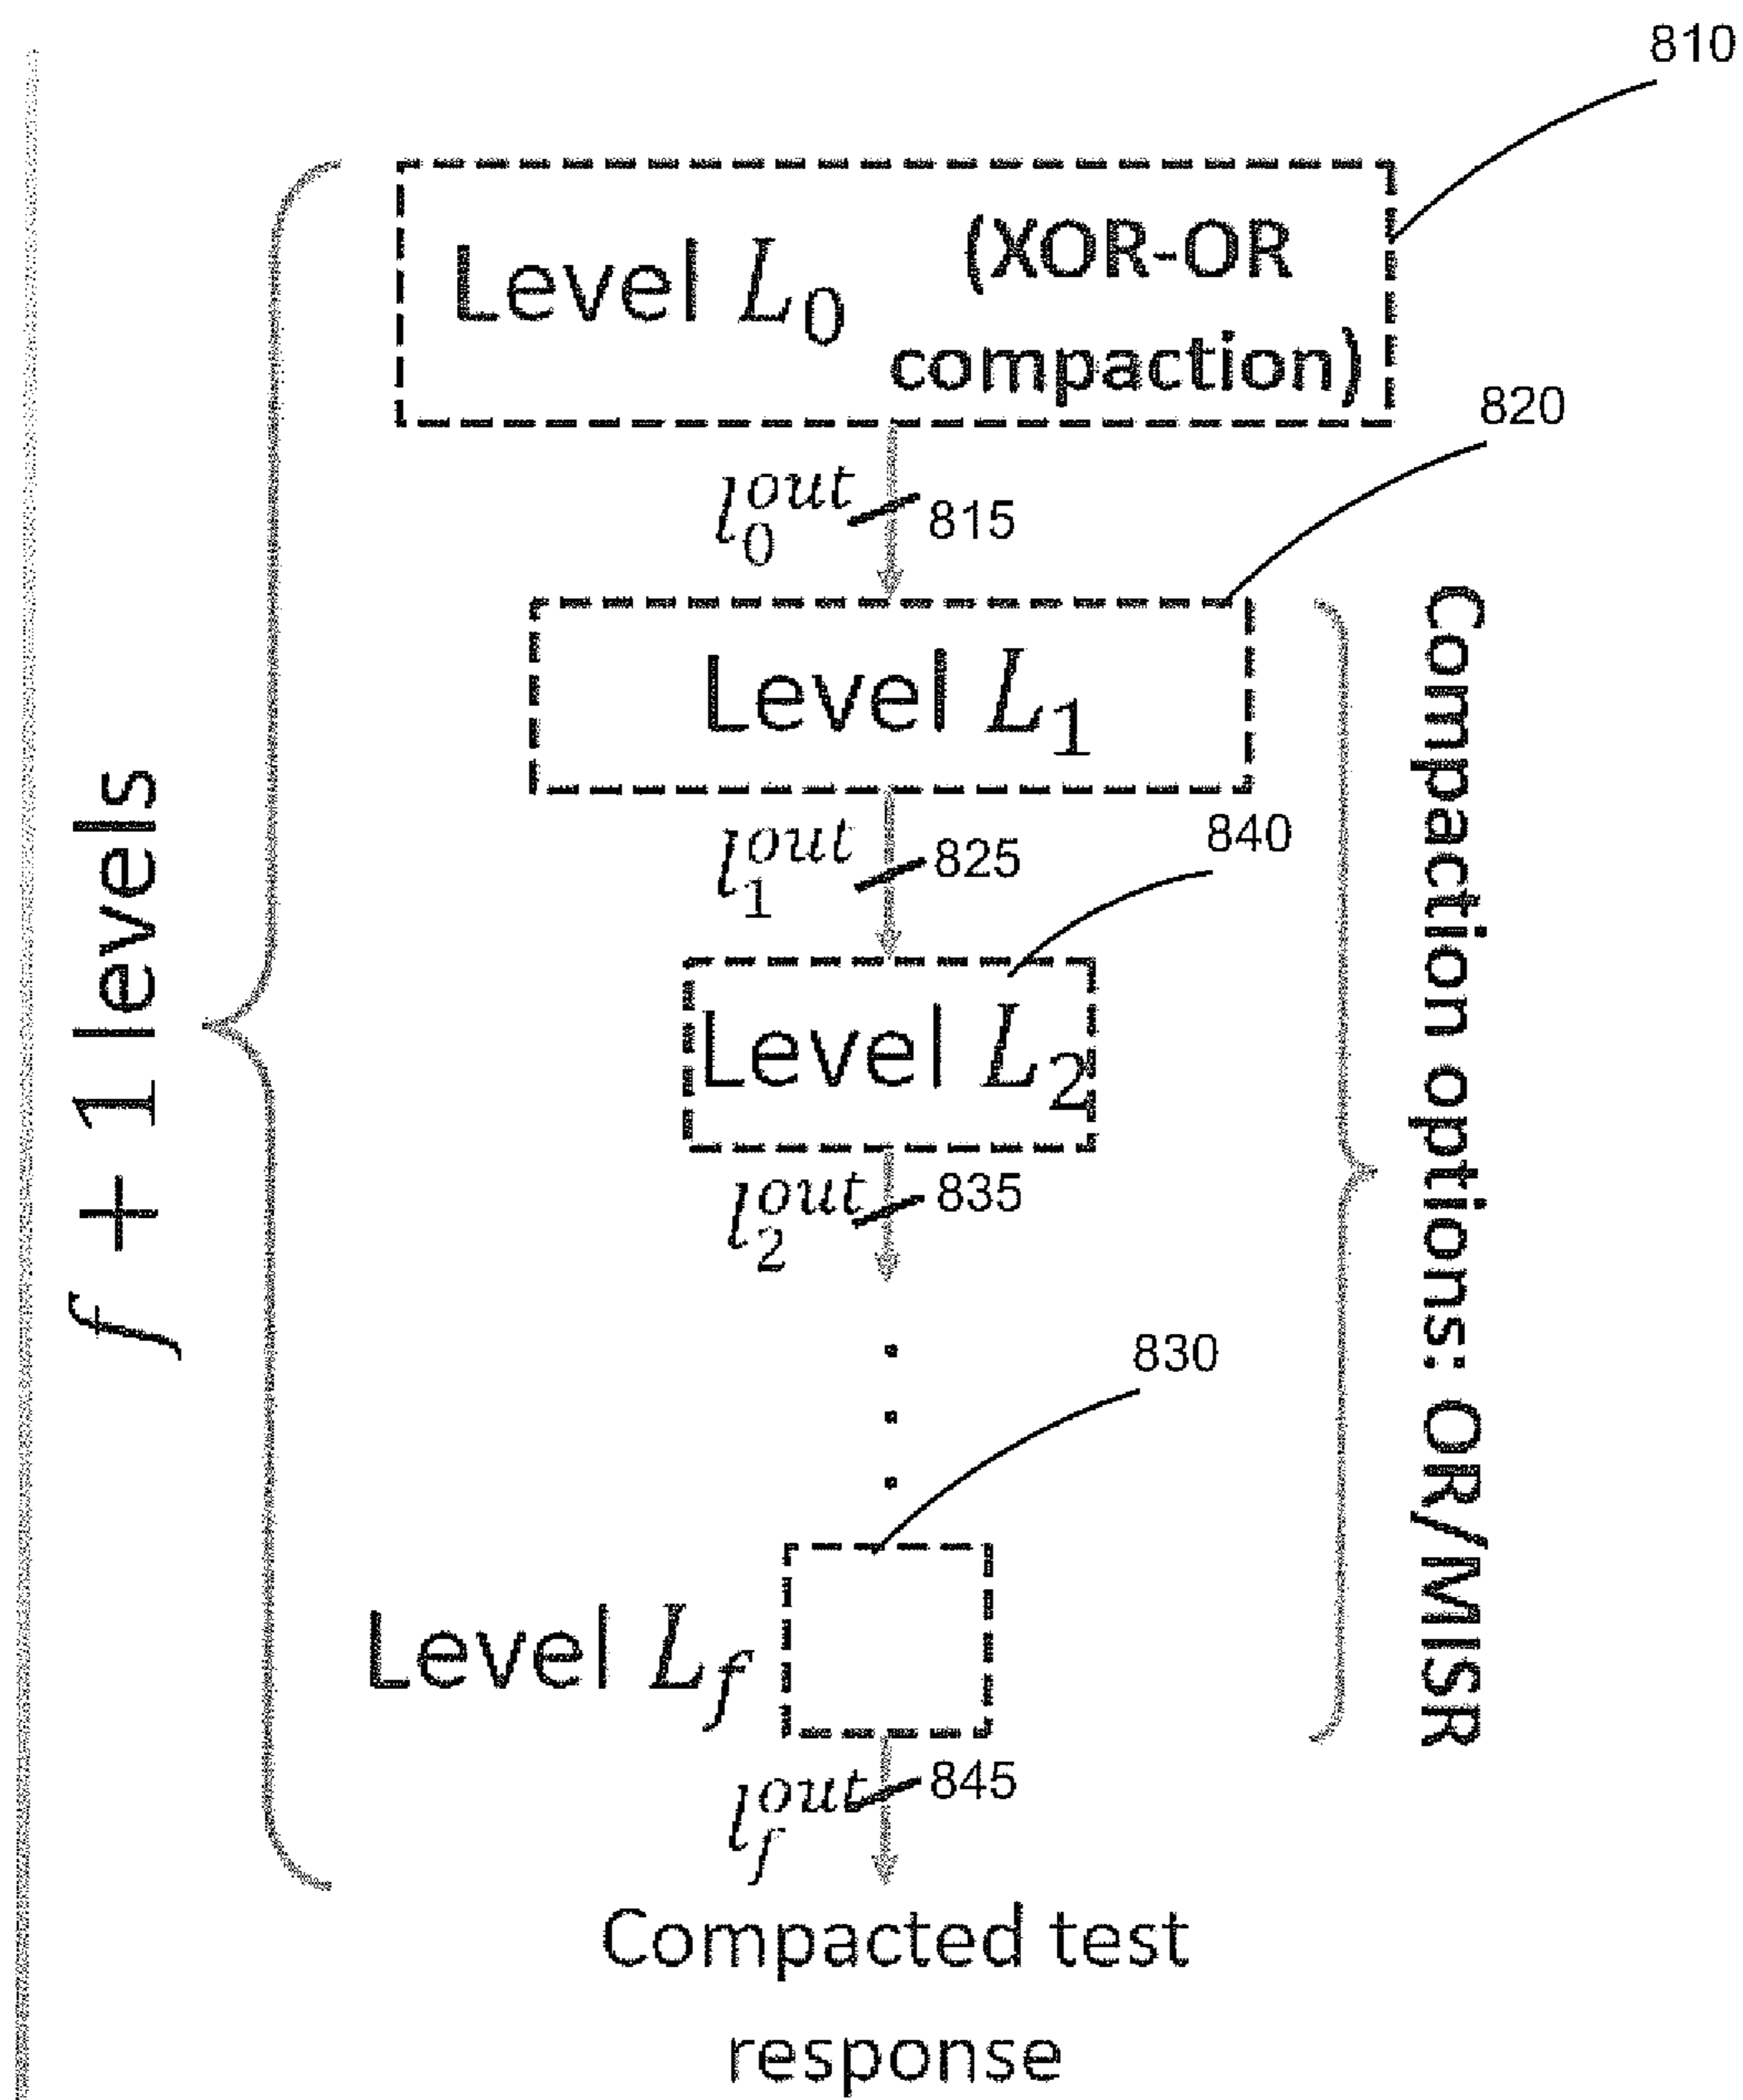 810
Level L0 (XOR-OR
compaction)
820
l0out 815
Level L1
840
l1out 825
Level L2
l2out 835
830
Level Lf
lfout 845
Compacted test
response
f + 1 levels
Compaction options: OR/MISR